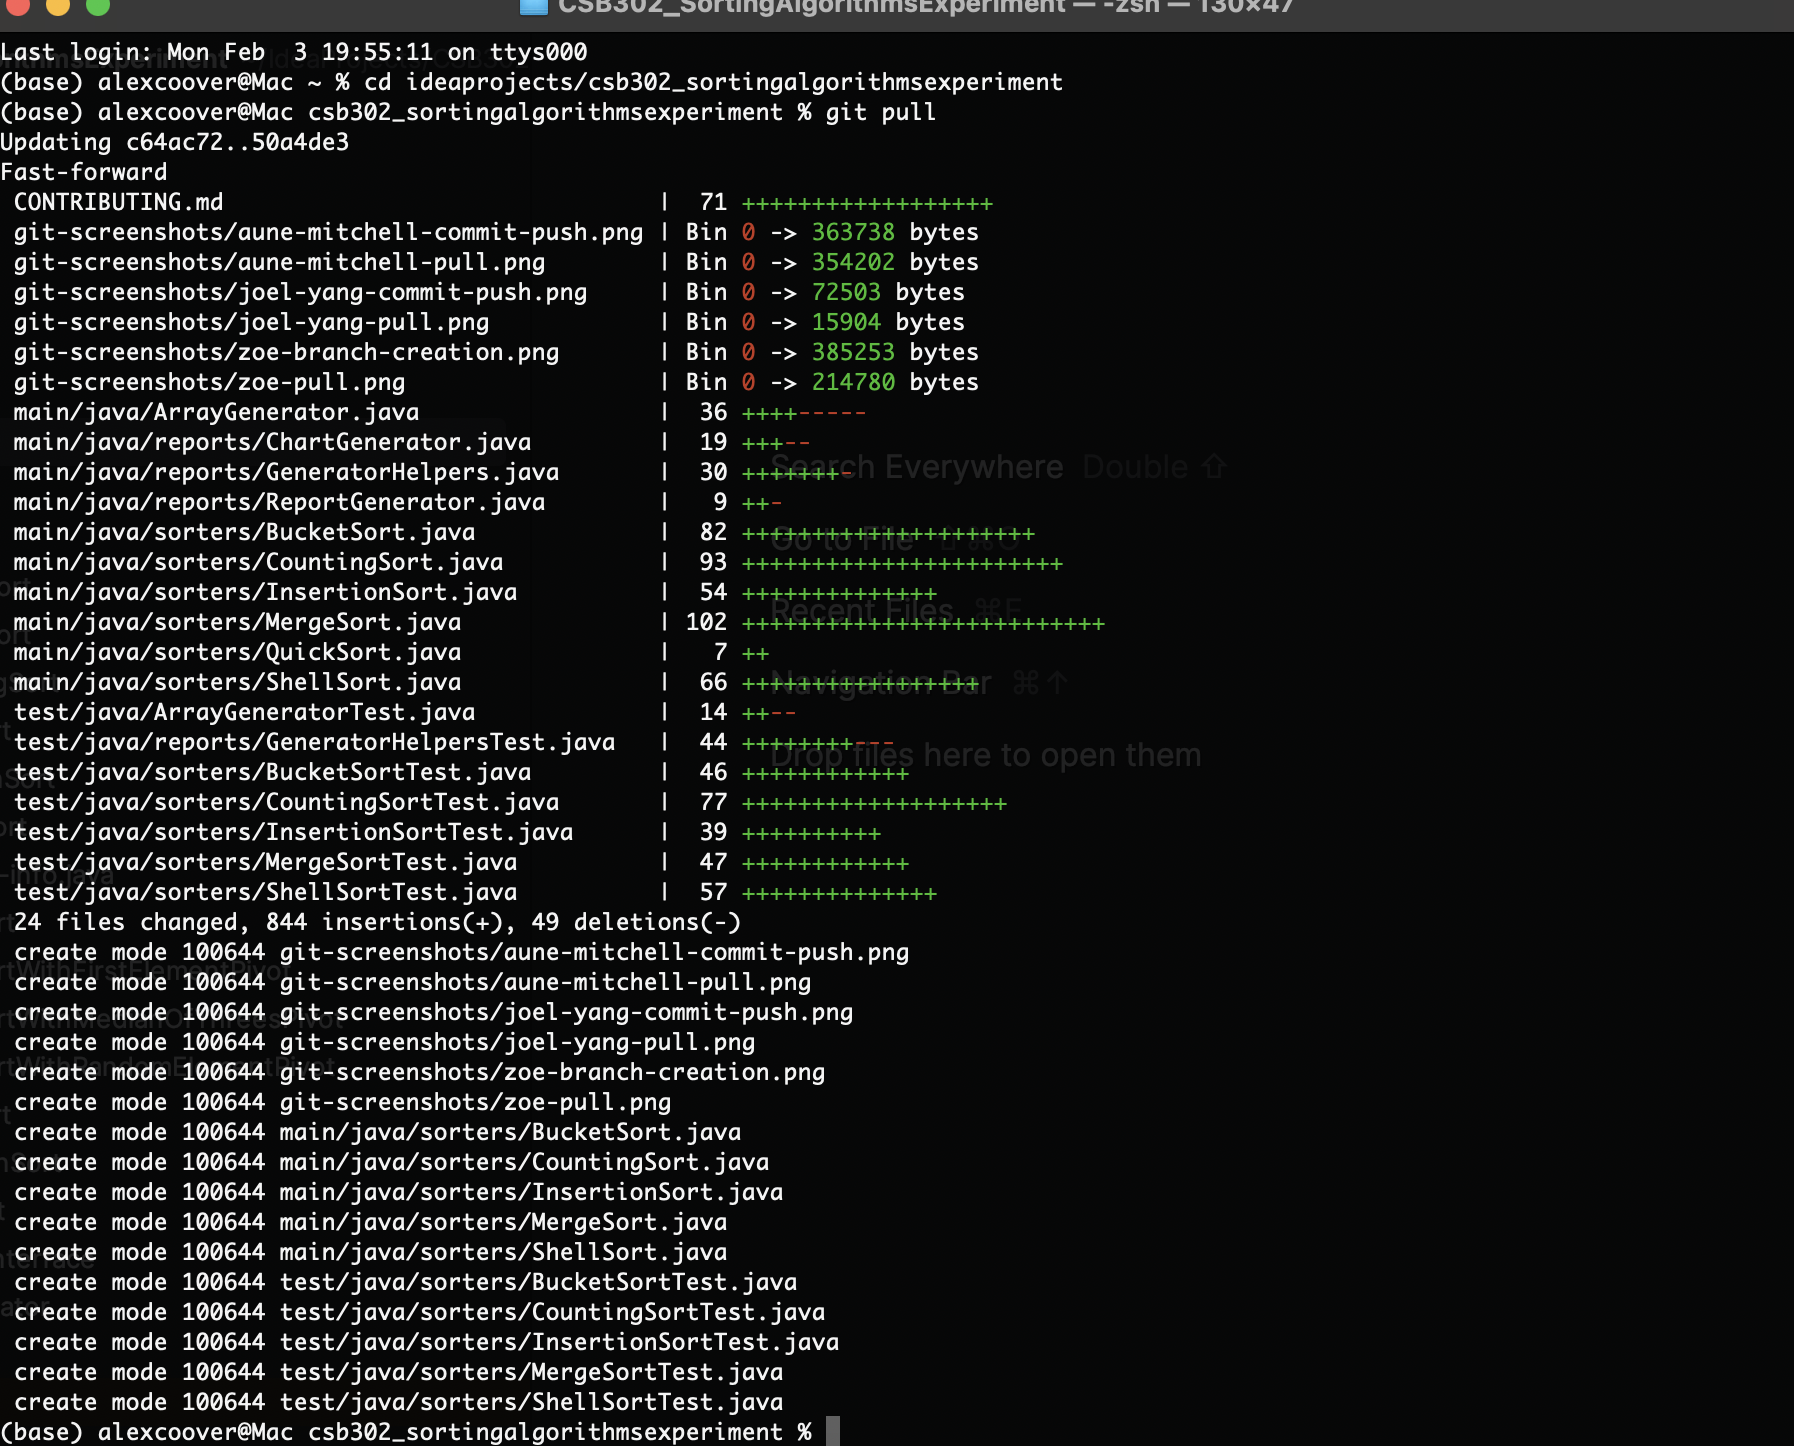 CSB302_SortingAlgorithmsExperiment — -zsh — 130×47
Last login: Mon Feb  3 19:55:11 on ttys000
(base) alexcoover@Mac ~ % cd ideaprojects/csb302_sortingalgorithmsexperiment
(base) alexcoover@Mac csb302_sortingalgorithmsexperiment % git pull
Updating c64ac72..50a4de3
Fast-forward
 CONTRIBUTING.md                               |  71 ++++++++++++++++++
 git-screenshots/aune-mitchell-commit-push.png | Bin 0 -> 363738 bytes
 git-screenshots/aune-mitchell-pull.png        | Bin 0 -> 354202 bytes
 git-screenshots/joel-yang-commit-push.png     | Bin 0 -> 72503 bytes
 git-screenshots/joel-yang-pull.png            | Bin 0 -> 15904 bytes
 git-screenshots/zoe-branch-creation.png       | Bin 0 -> 385253 bytes
 git-screenshots/zoe-pull.png                  | Bin 0 -> 214780 bytes
 main/java/ArrayGenerator.java                 |  36 ++++-----
 main/java/reports/ChartGenerator.java         |  19 +++--
 main/java/reports/GeneratorHelpers.java       |  30 +++++++-
 main/java/reports/ReportGenerator.java        |   9 ++-
 main/java/sorters/BucketSort.java             |  82 +++++++++++++++++++++
 main/java/sorters/CountingSort.java           |  93 +++++++++++++++++++++++
 main/java/sorters/InsertionSort.java          |  54 ++++++++++++++
 main/java/sorters/MergeSort.java              | 102 ++++++++++++++++++++++++++
 main/java/sorters/QuickSort.java              |   7 ++
 main/java/sorters/ShellSort.java              |  66 +++++++++++++++++
 test/java/ArrayGeneratorTest.java             |  14 ++--
 test/java/reports/GeneratorHelpersTest.java   |  44 ++++++++---
 test/java/sorters/BucketSortTest.java         |  46 ++++++++++++
 test/java/sorters/CountingSortTest.java       |  77 +++++++++++++++++++
 test/java/sorters/InsertionSortTest.java      |  39 ++++++++++
 test/java/sorters/MergeSortTest.java          |  47 ++++++++++++
 test/java/sorters/ShellSortTest.java          |  57 ++++++++++++++
 24 files changed, 844 insertions(+), 49 deletions(-)
 create mode 100644 git-screenshots/aune-mitchell-commit-push.png
 create mode 100644 git-screenshots/aune-mitchell-pull.png
 create mode 100644 git-screenshots/joel-yang-commit-push.png
 create mode 100644 git-screenshots/joel-yang-pull.png
 create mode 100644 git-screenshots/zoe-branch-creation.png
 create mode 100644 git-screenshots/zoe-pull.png
 create mode 100644 main/java/sorters/BucketSort.java
 create mode 100644 main/java/sorters/CountingSort.java
 create mode 100644 main/java/sorters/InsertionSort.java
 create mode 100644 main/java/sorters/MergeSort.java
 create mode 100644 main/java/sorters/ShellSort.java
 create mode 100644 test/java/sorters/BucketSortTest.java
 create mode 100644 test/java/sorters/CountingSortTest.java
 create mode 100644 test/java/sorters/InsertionSortTest.java
 create mode 100644 test/java/sorters/MergeSortTest.java
 create mode 100644 test/java/sorters/ShellSortTest.java
(base) alexcoover@Mac csb302_sortingalgorithmsexperiment %
Search Everywhere Double ⇧
Go to File ⇧⌘O
Recent Files ⌘E
Navigation Bar ⌘↑
Drop files here to open them